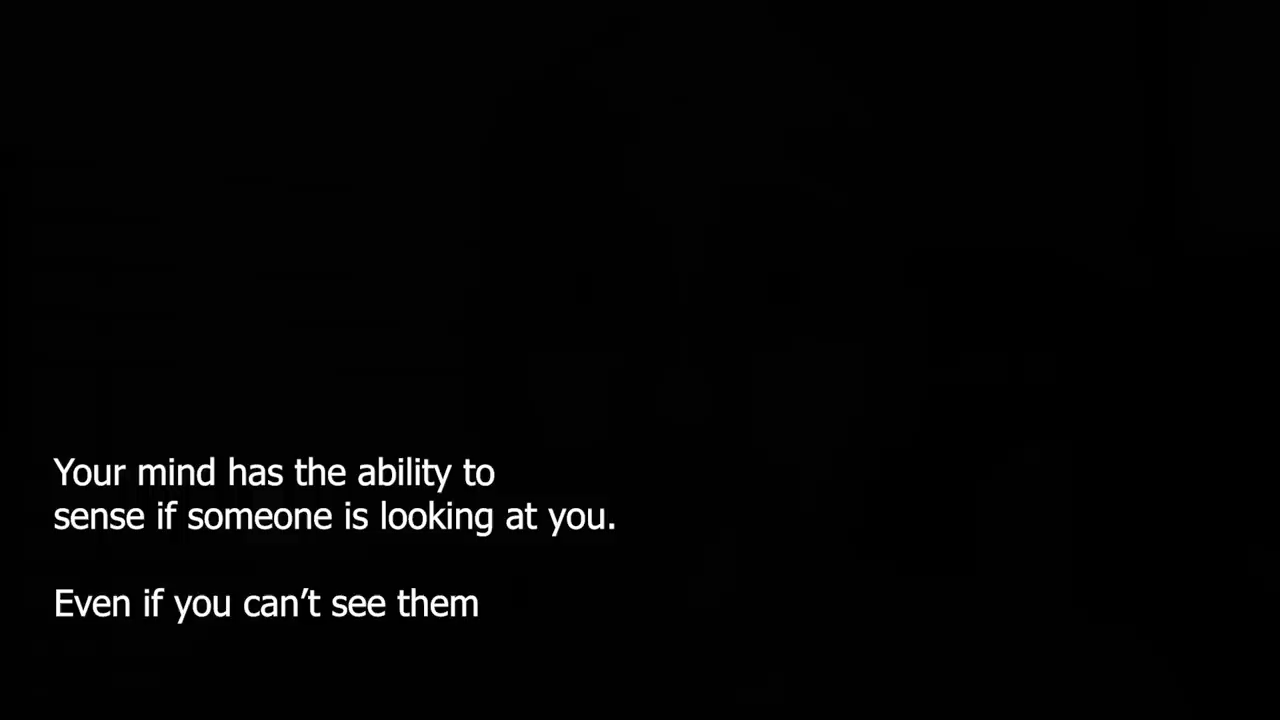 Your mind has the ability to
sense if someone is looking at you.
Even if you can’t see them